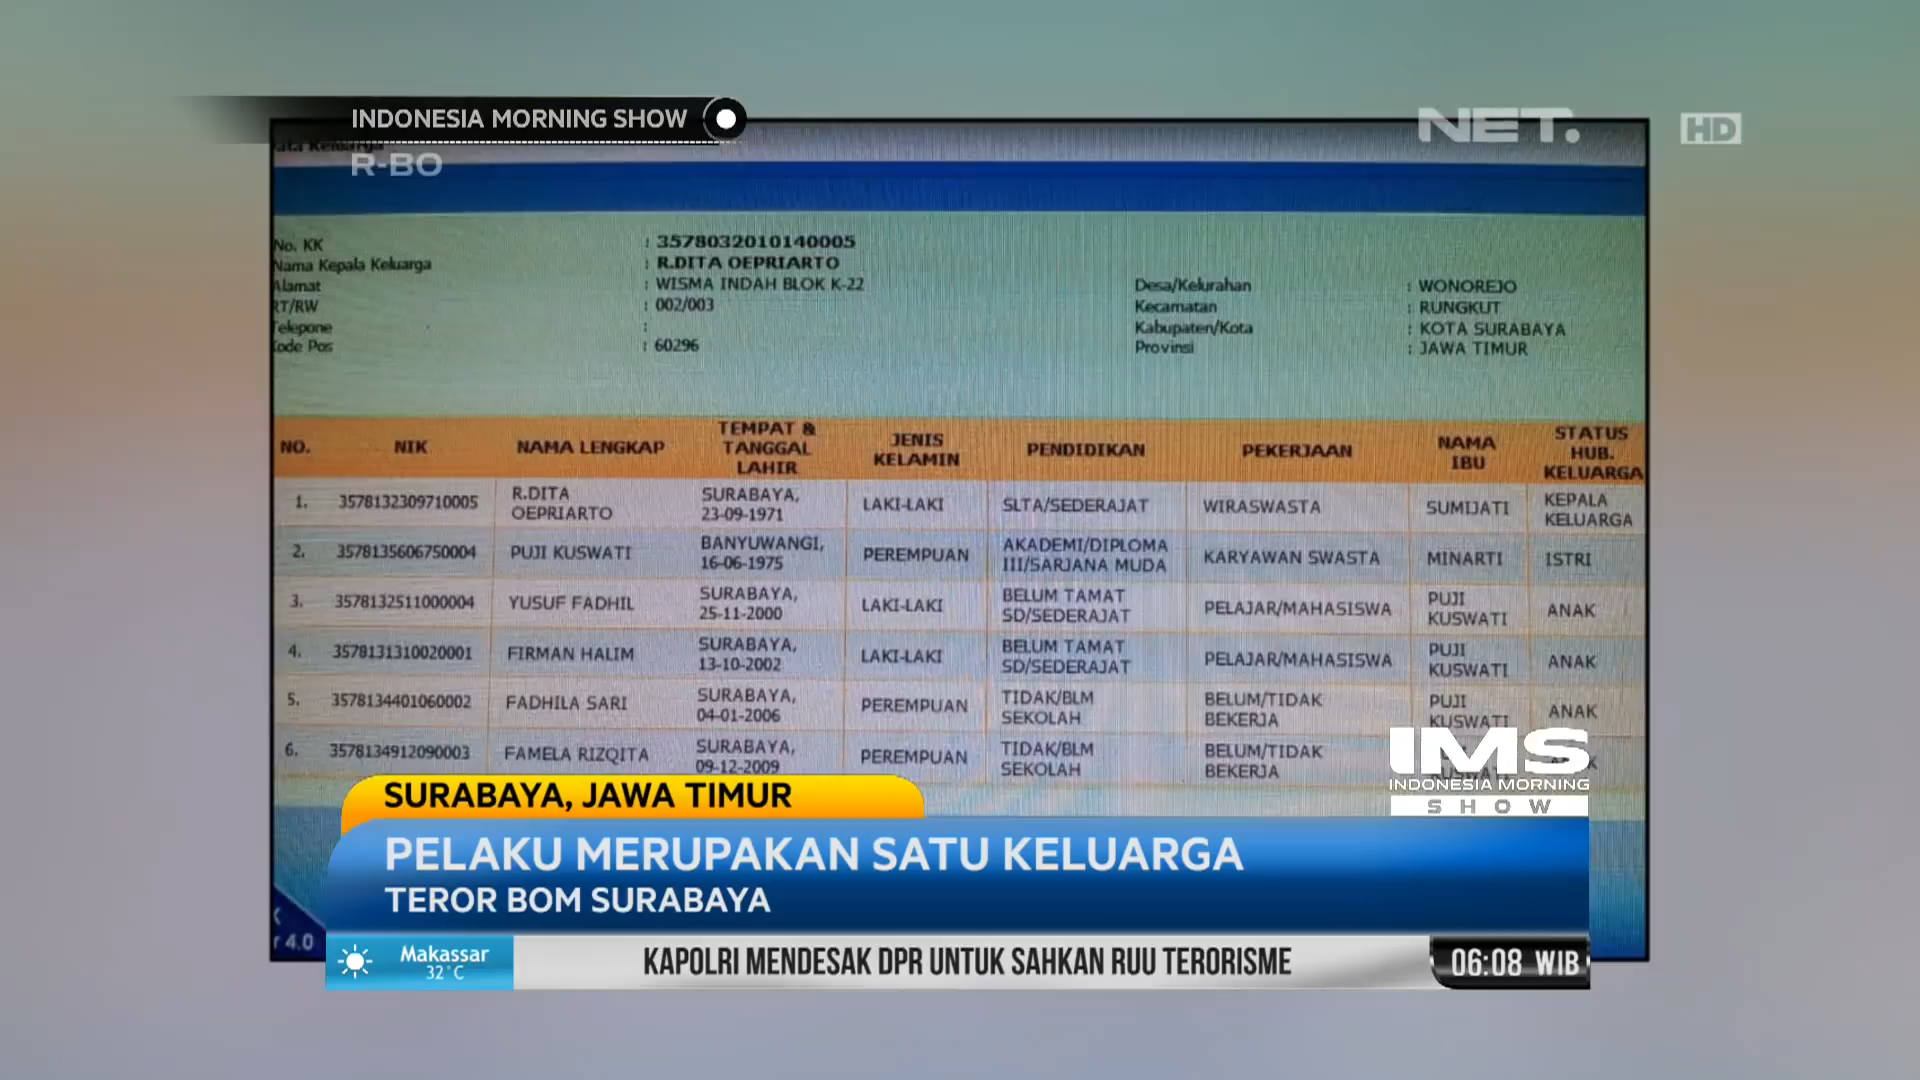 INDONESIA MORNING SHOW
R-BO
NET.
HD
No. KK : 3578032010140005
Nama Kepala Keluarga : R.DITA OEPRIARTO
Alamat : WISMA INDAH BLOK K-22
RT/RW : 002/003
Telepone :
Kode Pos : 60296
Desa/Kelurahan : WONOREJO
Kecamatan : RUNGKUT
Kabupaten/Kota : KOTA SURABAYA
Provinsi : JAWA TIMUR
NO. NIK NAMA LENGKAP TEMPAT & TANGGAL LAHIR JENIS KELAMIN PENDIDIKAN PEKERJAAN NAMA IBU STATUS HUB. KELUARGA
1. 3578132309710005 R.DITA OEPRIARTO SURABAYA, 23-09-1971 LAKI-LAKI SLTA/SEDERAJAT WIRASWASTA SUMIJATI KEPALA KELUARGA
2. 3578135606750004 PUJI KUSWATI BANYUWANGI, 16-06-1975 PEREMPUAN AKADEMI/DIPLOMA III/SARJANA MUDA KARYAWAN SWASTA MINARTI ISTRI
3. 3578132511000004 YUSUF FADHIL SURABAYA, 25-11-2000 LAKI-LAKI BELUM TAMAT SD/SEDERAJAT PELAJAR/MAHASISWA PUJI KUSWATI ANAK
4. 3578131310020001 FIRMAN HALIM SURABAYA, 13-10-2002 LAKI-LAKI BELUM TAMAT SD/SEDERAJAT PELAJAR/MAHASISWA PUJI KUSWATI ANAK
5. 3578134401060002 FADHILA SARI SURABAYA, 04-01-2006 PEREMPUAN TIDAK/BLM SEKOLAH BELUM/TIDAK BEKERJA PUJI KUSWATI ANAK
6. 3578134912090003 FAMELA RIZQITA SURABAYA, 09-12-2009 PEREMPUAN TIDAK/BLM SEKOLAH BELUM/TIDAK BEKERJA
IMS
INDONESIA MORNING
SHOW
SURABAYA, JAWA TIMUR
PELAKU MERUPAKAN SATU KELUARGA
TEROR BOM SURABAYA
r 4.0
Makassar
32°C
KAPOLRI MENDESAK DPR UNTUK SAHKAN RUU TERORISME
06:08 WIB